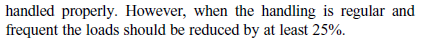 handled properly. However, when the handling is regular and
frequent the loads should be reduced by at least 25%.